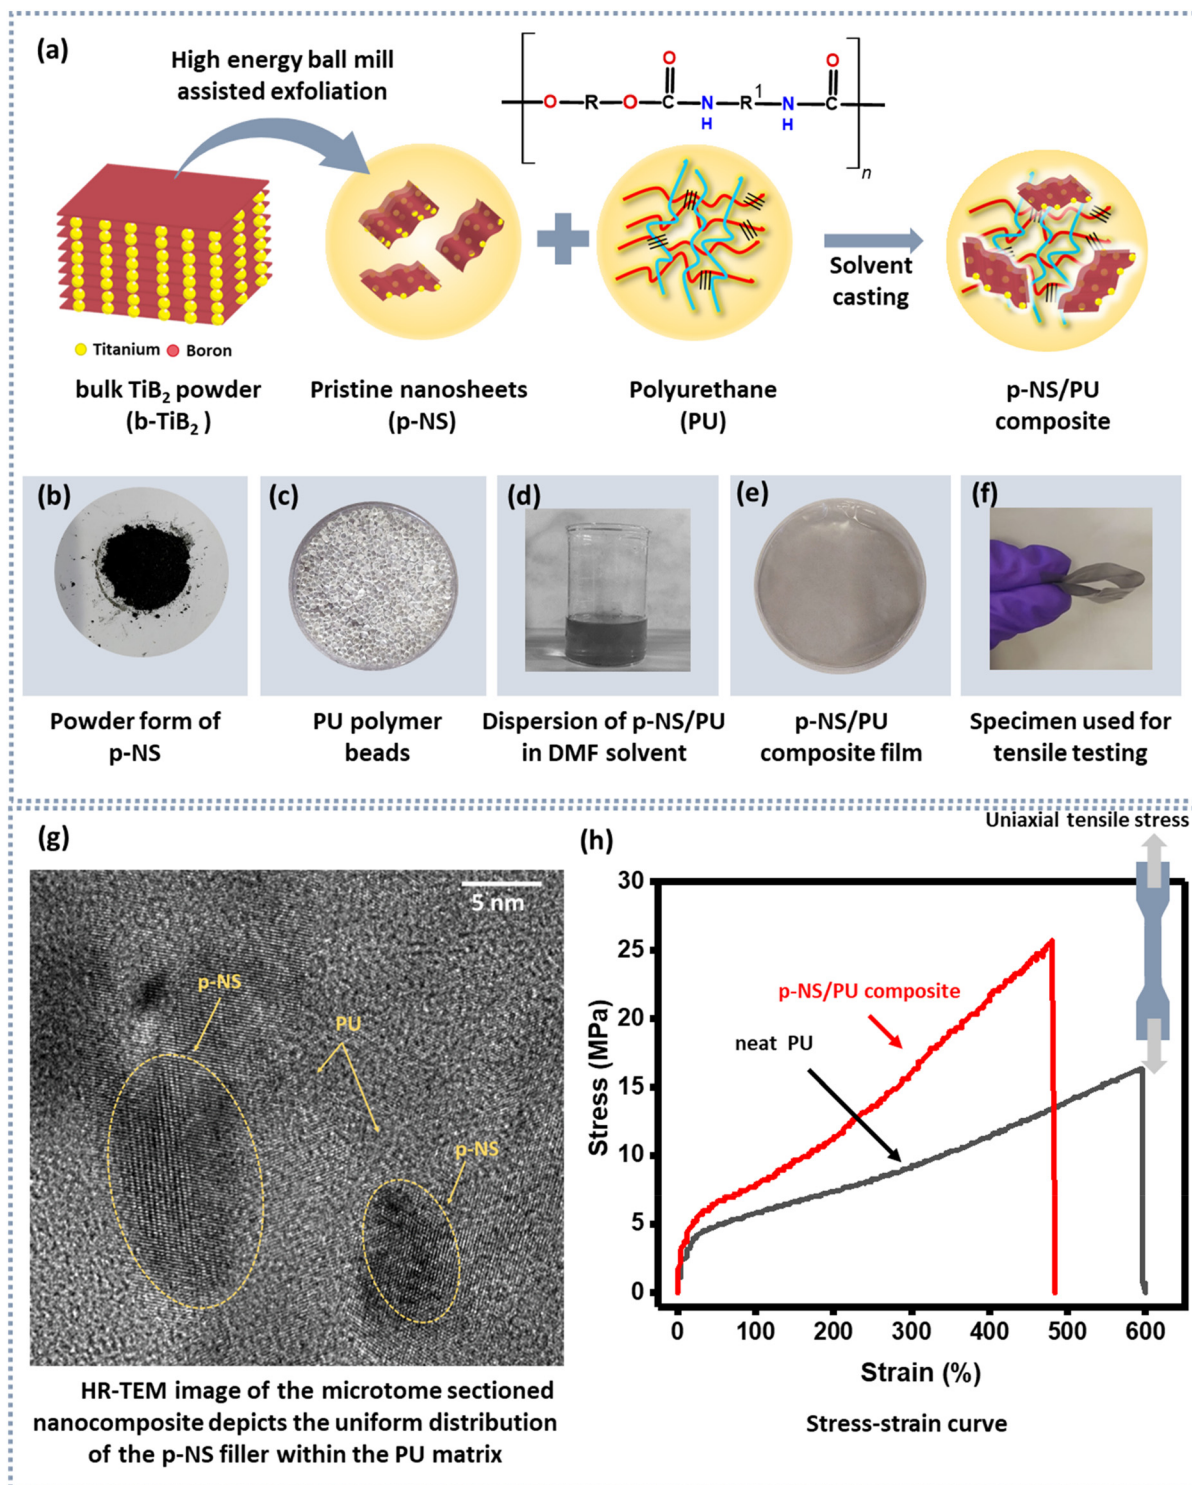 (a)
High energy ball mill
assisted exfoliation
O R O C N R¹ N C
O O
H H
n
Titanium Boron
bulk TiB₂ powder
(b-TiB₂ )
Pristine nanosheets
(p-NS)
Polyurethane
(PU)
Solvent
casting
p-NS/PU
composite
(b)
(c)
(d)
(e)
(f)
Powder form of
p-NS
PU polymer
beads
Dispersion of p-NS/PU
in DMF solvent
p-NS/PU
composite film
Specimen used for
tensile testing
(g)
5 nm
p-NS
PU
p-NS
HR-TEM image of the microtome sectioned
nanocomposite depicts the uniform distribution
of the p-NS filler within the PU matrix
(h)
Uniaxial tensile stress
30
25
20
15
10
5
0
Stress (MPa)
p-NS/PU composite
neat PU
0 100 200 300 400 500 600
Strain (%)
Stress-strain curve